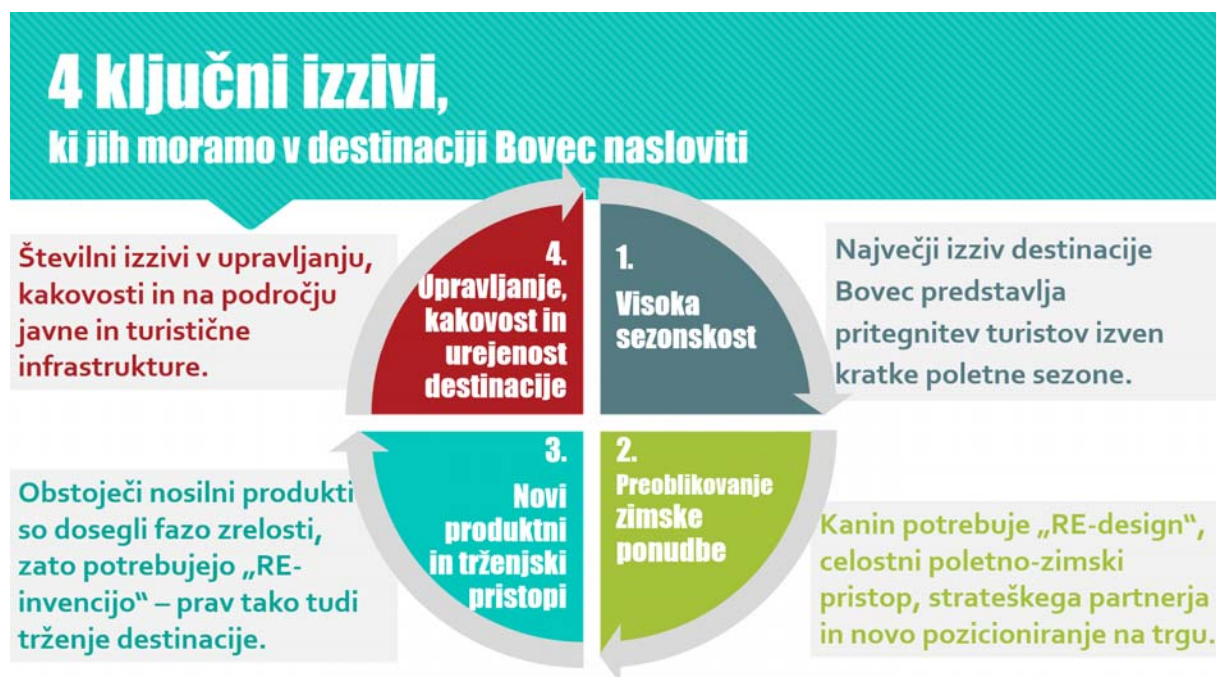 4 ključni izzivi,
ki jih moramo v destinaciji Bovec nasloviti
1.
Visoka
sezonskost
Največji izziv destinacije
Bovec predstavlja
pritegnitev turistov izven
kratke poletne sezone.
2.
Preoblikovanje
zimske
ponudbe
Kanin potrebuje „RE-design“,
celostni poletno-zimski
pristop, strateškega partnerja
in novo pozicioniranje na trgu.
3.
Novi
produktni
in trženjski
pristopi
Obstoječi nosilni produkti
so dosegli fazo zrelosti,
zato potrebujejo „RE-
invencijo“ – prav tako tudi
trženje destinacije.
4.
Upravljanje,
kakovost in
urejenost
destinacije
Številni izzivi v upravljanju,
kakovosti in na področju
javne in turistične
infrastrukture.